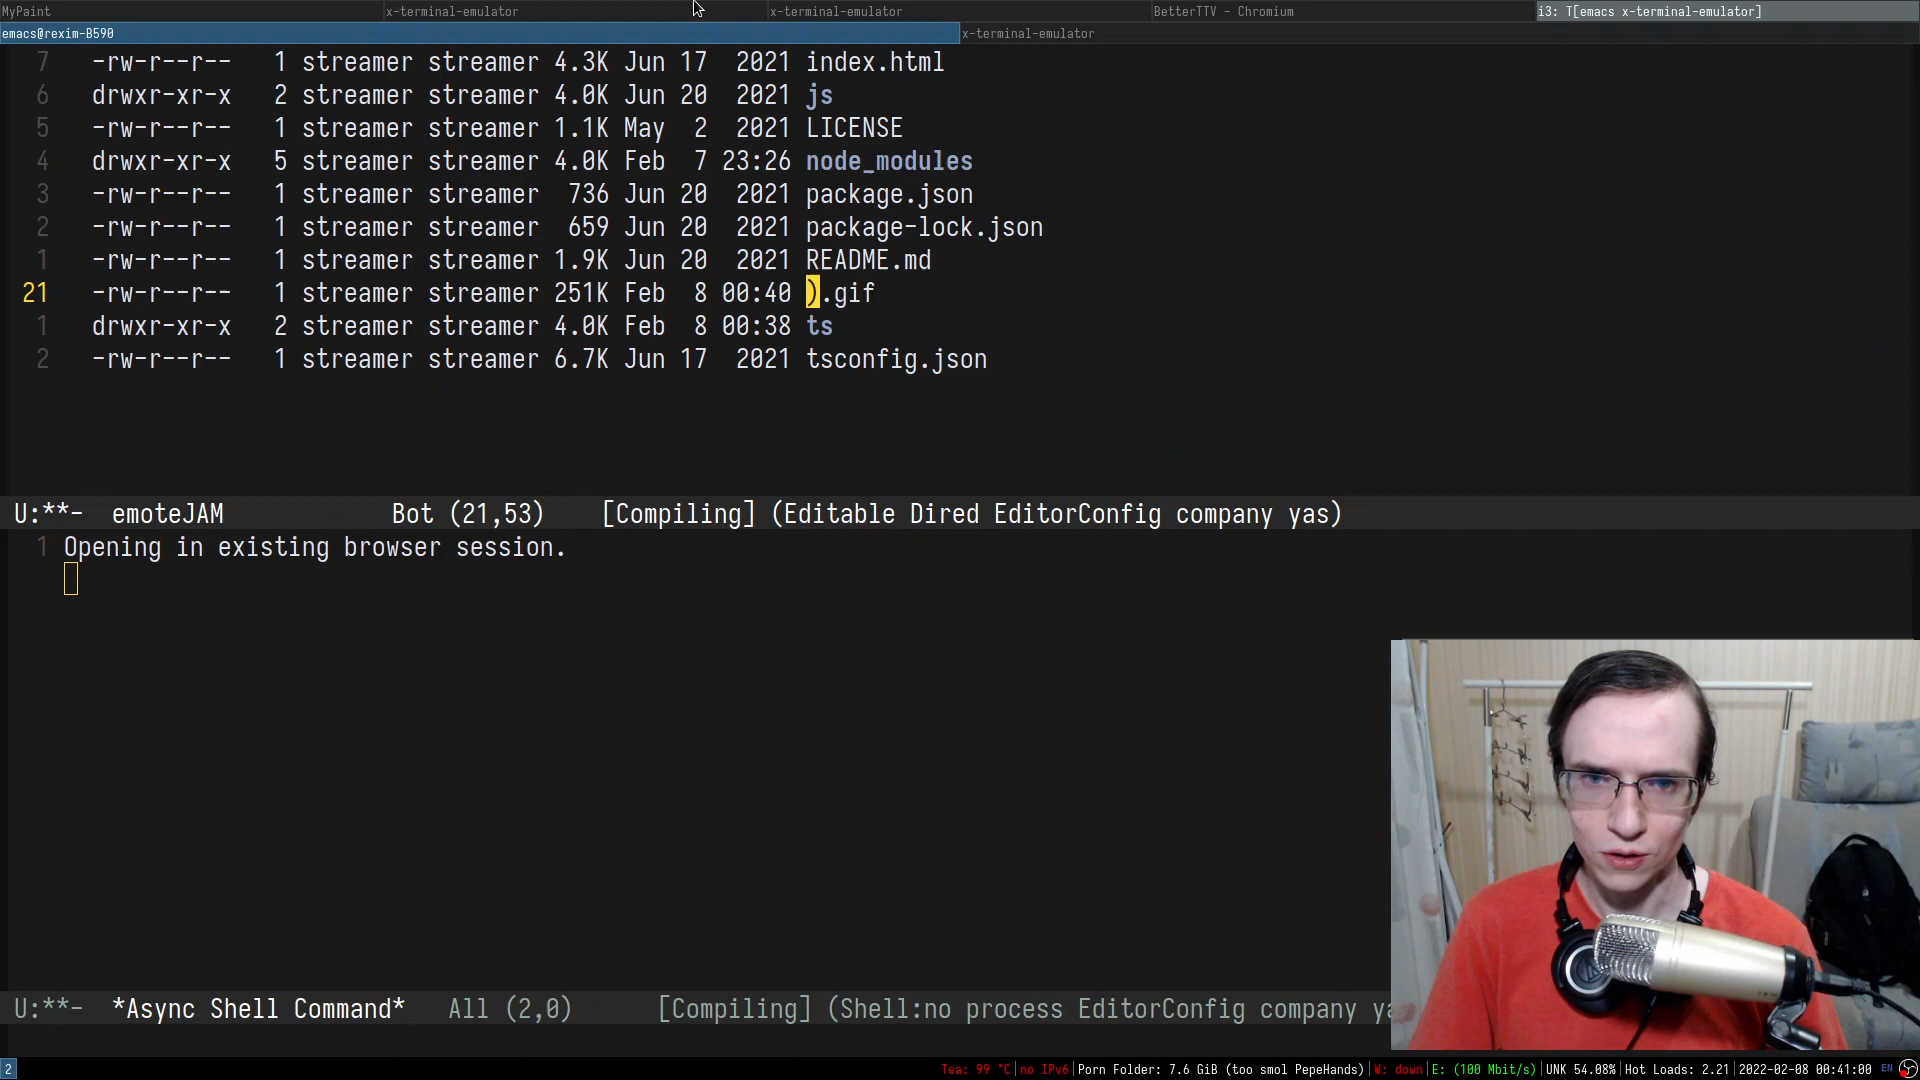 MyPaint x-terminal-emulator x-terminal-emulator BetterTTV - Chromium i3: T[emacs x-terminal-emulator]
emacs@rexim-B590 x-terminal-emulator
7 -rw-r--r-- 1 streamer streamer 4.3K Jun 17 2021 index.html
6 drwxr-xr-x 2 streamer streamer 4.0K Jun 20 2021 js
5 -rw-r--r-- 1 streamer streamer 1.1K May 2 2021 LICENSE
4 drwxr-xr-x 5 streamer streamer 4.0K Feb 7 23:26 node_modules
3 -rw-r--r-- 1 streamer streamer 736 Jun 20 2021 package.json
2 -rw-r--r-- 1 streamer streamer 659 Jun 20 2021 package-lock.json
1 -rw-r--r-- 1 streamer streamer 1.9K Jun 20 2021 README.md
21 -rw-r--r-- 1 streamer streamer 251K Feb 8 00:40 ).gif
1 drwxr-xr-x 2 streamer streamer 4.0K Feb 8 00:38 ts
2 -rw-r--r-- 1 streamer streamer 6.7K Jun 17 2021 tsconfig.json
U:**- emoteJAM Bot (21,53) [Compiling] (Editable Dired EditorConfig company yas)
1 Opening in existing browser session.
U:**- *Async Shell Command* All (2,0) [Compiling] (Shell:no process EditorConfig company ya
2 Tea: 99 °C no IPv6 Porn Folder: 7.6 GiB (too smol PepeHands) W: down E: (100 Mbit/s) UNK 54.08% Hot Loads: 2.21 2022-02-08 00:41:00 EN